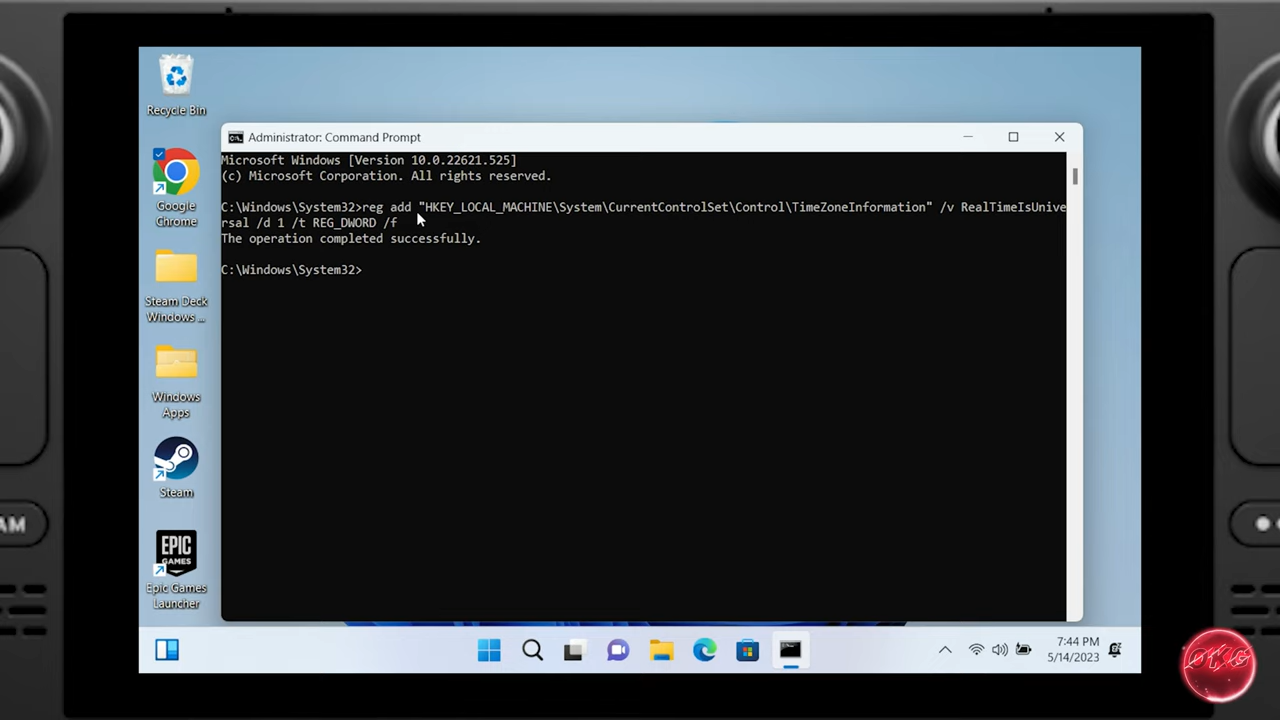 Recycle Bin
Google
Chrome
Steam Deck
Windows ...
Windows
Apps
Steam
EPIC
GAMES
Epic Games
Launcher
Administrator: Command Prompt
Microsoft Windows [Version 10.0.22621.525]
(c) Microsoft Corporation. All rights reserved.
C:\Windows\System32>reg add "HKEY_LOCAL_MACHINE\System\CurrentControlSet\Control\TimeZoneInformation" /v RealTimeIsUnive
rsal /d 1 /t REG_DWORD /f
The operation completed successfully.
C:\Windows\System32>
7:44 PM
5/14/2023
AM